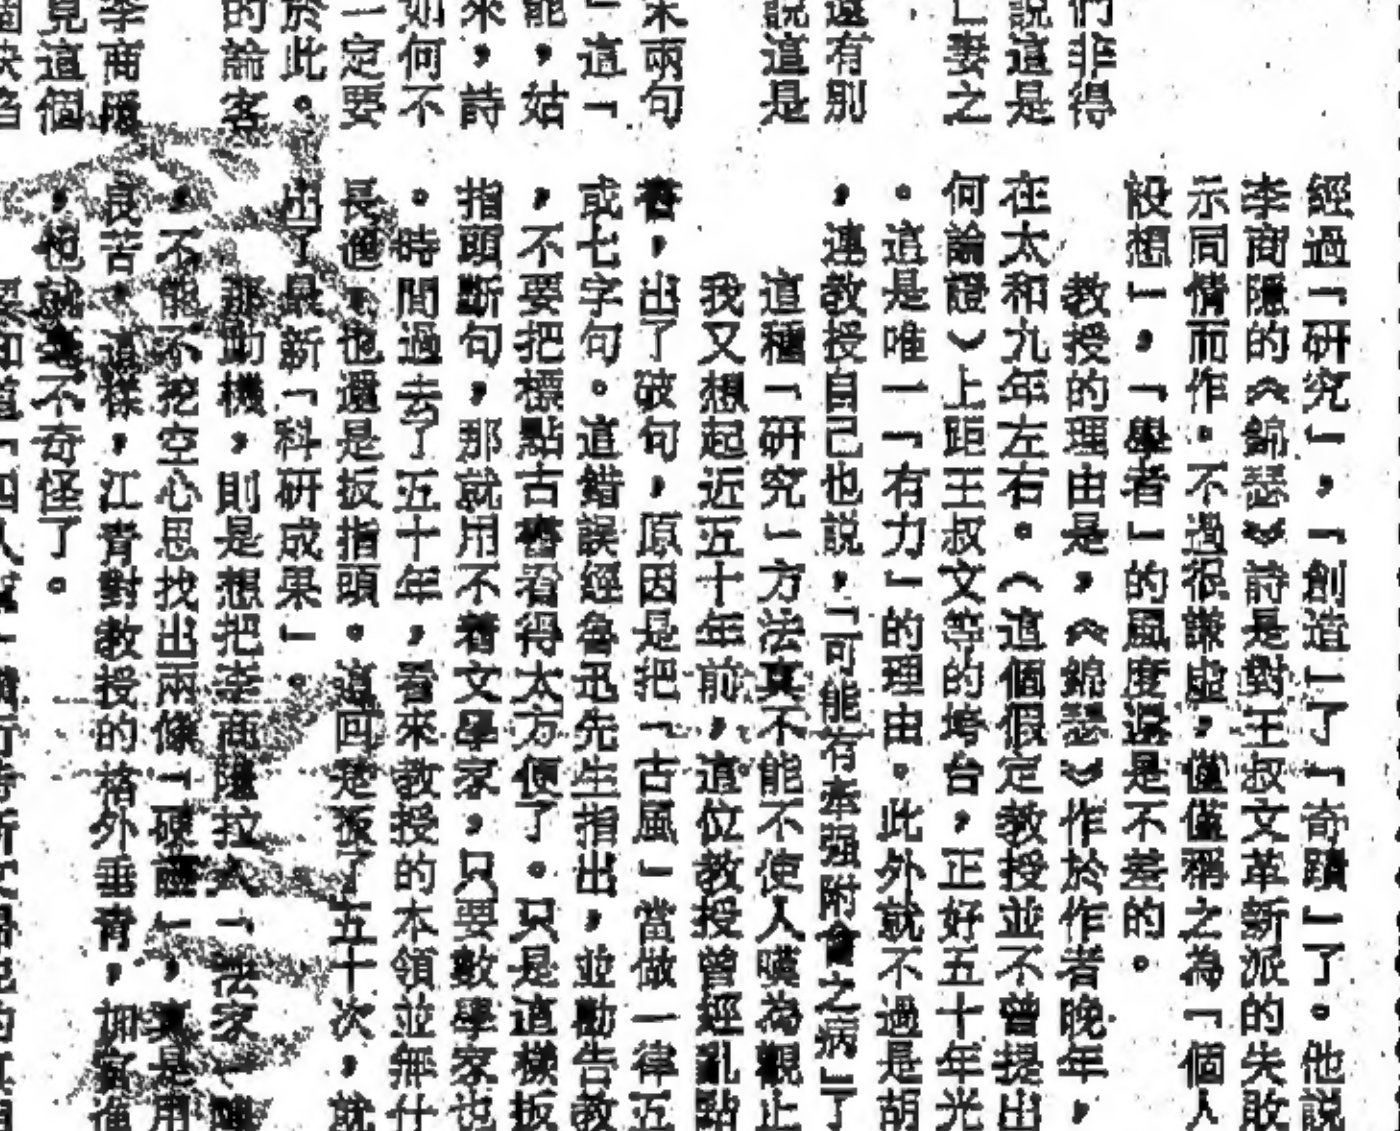 們非得
說這是
」妻之
還有別
說這是
末兩句
」這「
能，姑
來，詩
如何不
一定要
於此。
的論客
李商隱
見這個
個缺陷
經過「研究」，「創造」了「奇蹟」了。他說
李商隱的《錦瑟》詩是對王叔文革新派的失敗
示同情而作。不過很謙虛，僅僅稱之為「個人
設想」，「學者」的風度還是不差的。
教授的理由是，《錦瑟》作於作者晚年，
在太和九年左右。（這個假定教授並不曾提出
何論證）上距王叔文等的垮台，正好五十年光
。這是唯一「有力」的理由。此外就不過是胡
，連教授自己也説，「可能有牽强附會之病」了
這種「研究」方法真不能不使人嘆為觀止
我又想起近五十年前，這位教授曾經亂點
書，出了破句，原因是把「古風」當做一律五
或七字句。這錯誤經魯迅先生指出，並勸告教
，不要把標點古書看得太方便了。只是這樣扳
指頭斷句，那就用不着文學家，只要數學家也
。時間過去了五十年，看來教授的本領並無什
長進，也還是扳指頭。這回是扳了五十次，就
出了最新「科研成果」。
那動機，則是想把李商隱拉入「法家」
，不能不挖空心思找出兩條「硬證」，真是用
良苦。這樣，江青對教授的格外垂青，
，也就毫不奇怪了。
要知道「四人幫」